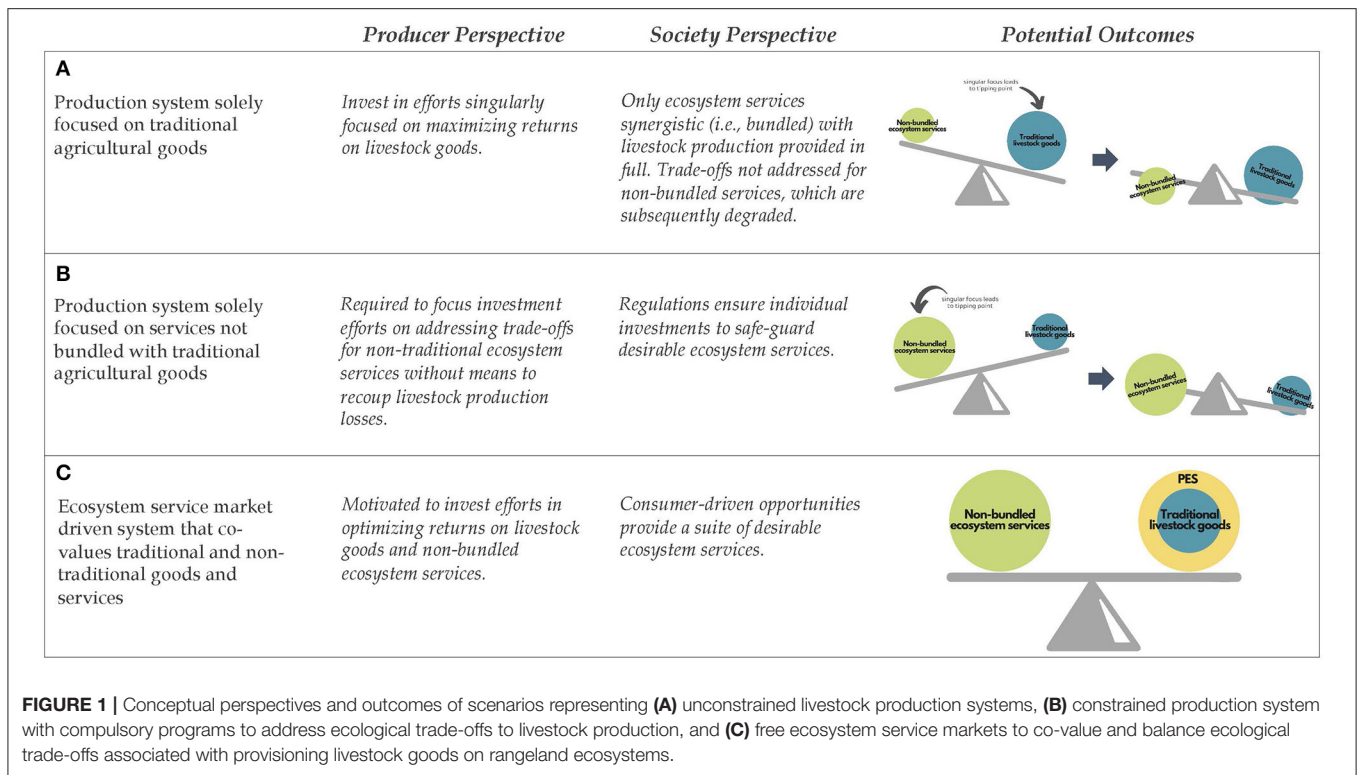 Producer Perspective
Society Perspective
Potential Outcomes
A
Production system solely
focused on traditional
agricultural goods
Invest in efforts singularly
focused on maximizing returns
on livestock goods.
Only ecosystem services
synergistic (i.e., bundled) with
livestock production provided in
full. Trade-offs not addressed for
non-bundled services, which are
subsequently degraded.
singular focus leads
to tipping point
Non-bundled
ecosystem services
Traditional
livestock goods
Non-bundled
ecosystem services
Traditional
livestock goods
B
Production system solely
focused on services not
bundled with traditional
agricultural goods
Required to focus investment
efforts on addressing trade-offs
for non-traditional ecosystem
services without means to
recoup livestock production
losses.
Regulations ensure individual
investments to safe-guard
desirable ecosystem services.
singular focus leads
to tipping point
Non-bundled
ecosystem services
Traditional
livestock goods
Non-bundled
ecosystem services
Traditional
livestock goods
C
Ecosystem service market
driven system that co-
values traditional and non-
traditional goods and
services
Motivated to invest efforts in
optimizing returns on livestock
goods and non-bundled
ecosystem services.
Consumer-driven opportunities
provide a suite of desirable
ecosystem services.
Non-bundled
ecosystem services
PES
Traditional
livestock goods
FIGURE 1 | Conceptual perspectives and outcomes of scenarios representing (A) unconstrained livestock production systems, (B) constrained production system
with compulsory programs to address ecological trade-offs to livestock production, and (C) free ecosystem service markets to co-value and balance ecological
trade-offs associated with provisioning livestock goods on rangeland ecosystems.